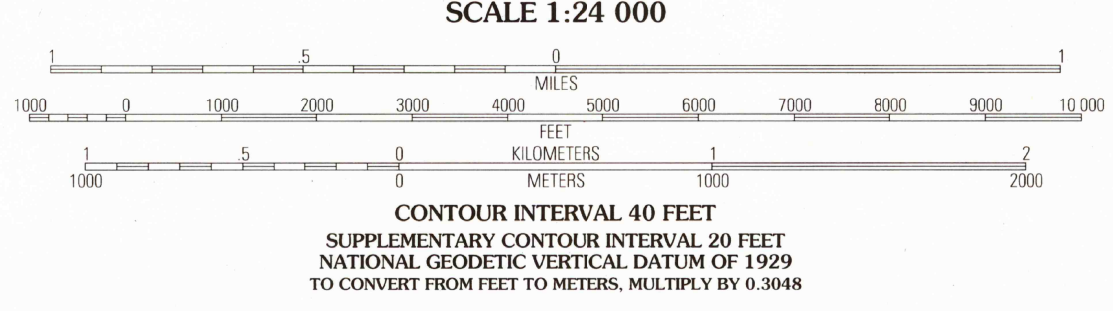 SCALE 1:24 000
1 .5 0 1
MILES
1000 0 1000 2000 3000 4000 5000 6000 7000 8000 9000 10 000
FEET
1 .5 0 KILOMETERS 1 2
1000 0 METERS 1000 2000
CONTOUR INTERVAL 40 FEET
SUPPLEMENTARY CONTOUR INTERVAL 20 FEET
NATIONAL GEODETIC VERTICAL DATUM OF 1929
TO CONVERT FROM FEET TO METERS, MULTIPLY BY 0.3048